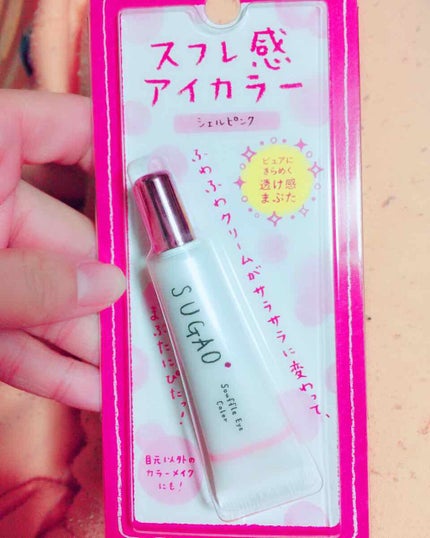 スフレ感
アイカラー
シェルピンク
ピュアに
きらめく
透け感
まぶた
ふわふわクリームがサラサラに変わって、
まぶたにぴたっ!
SUGAO
Souffle Eye
Color
目元以外の
カラーメイク
にも!